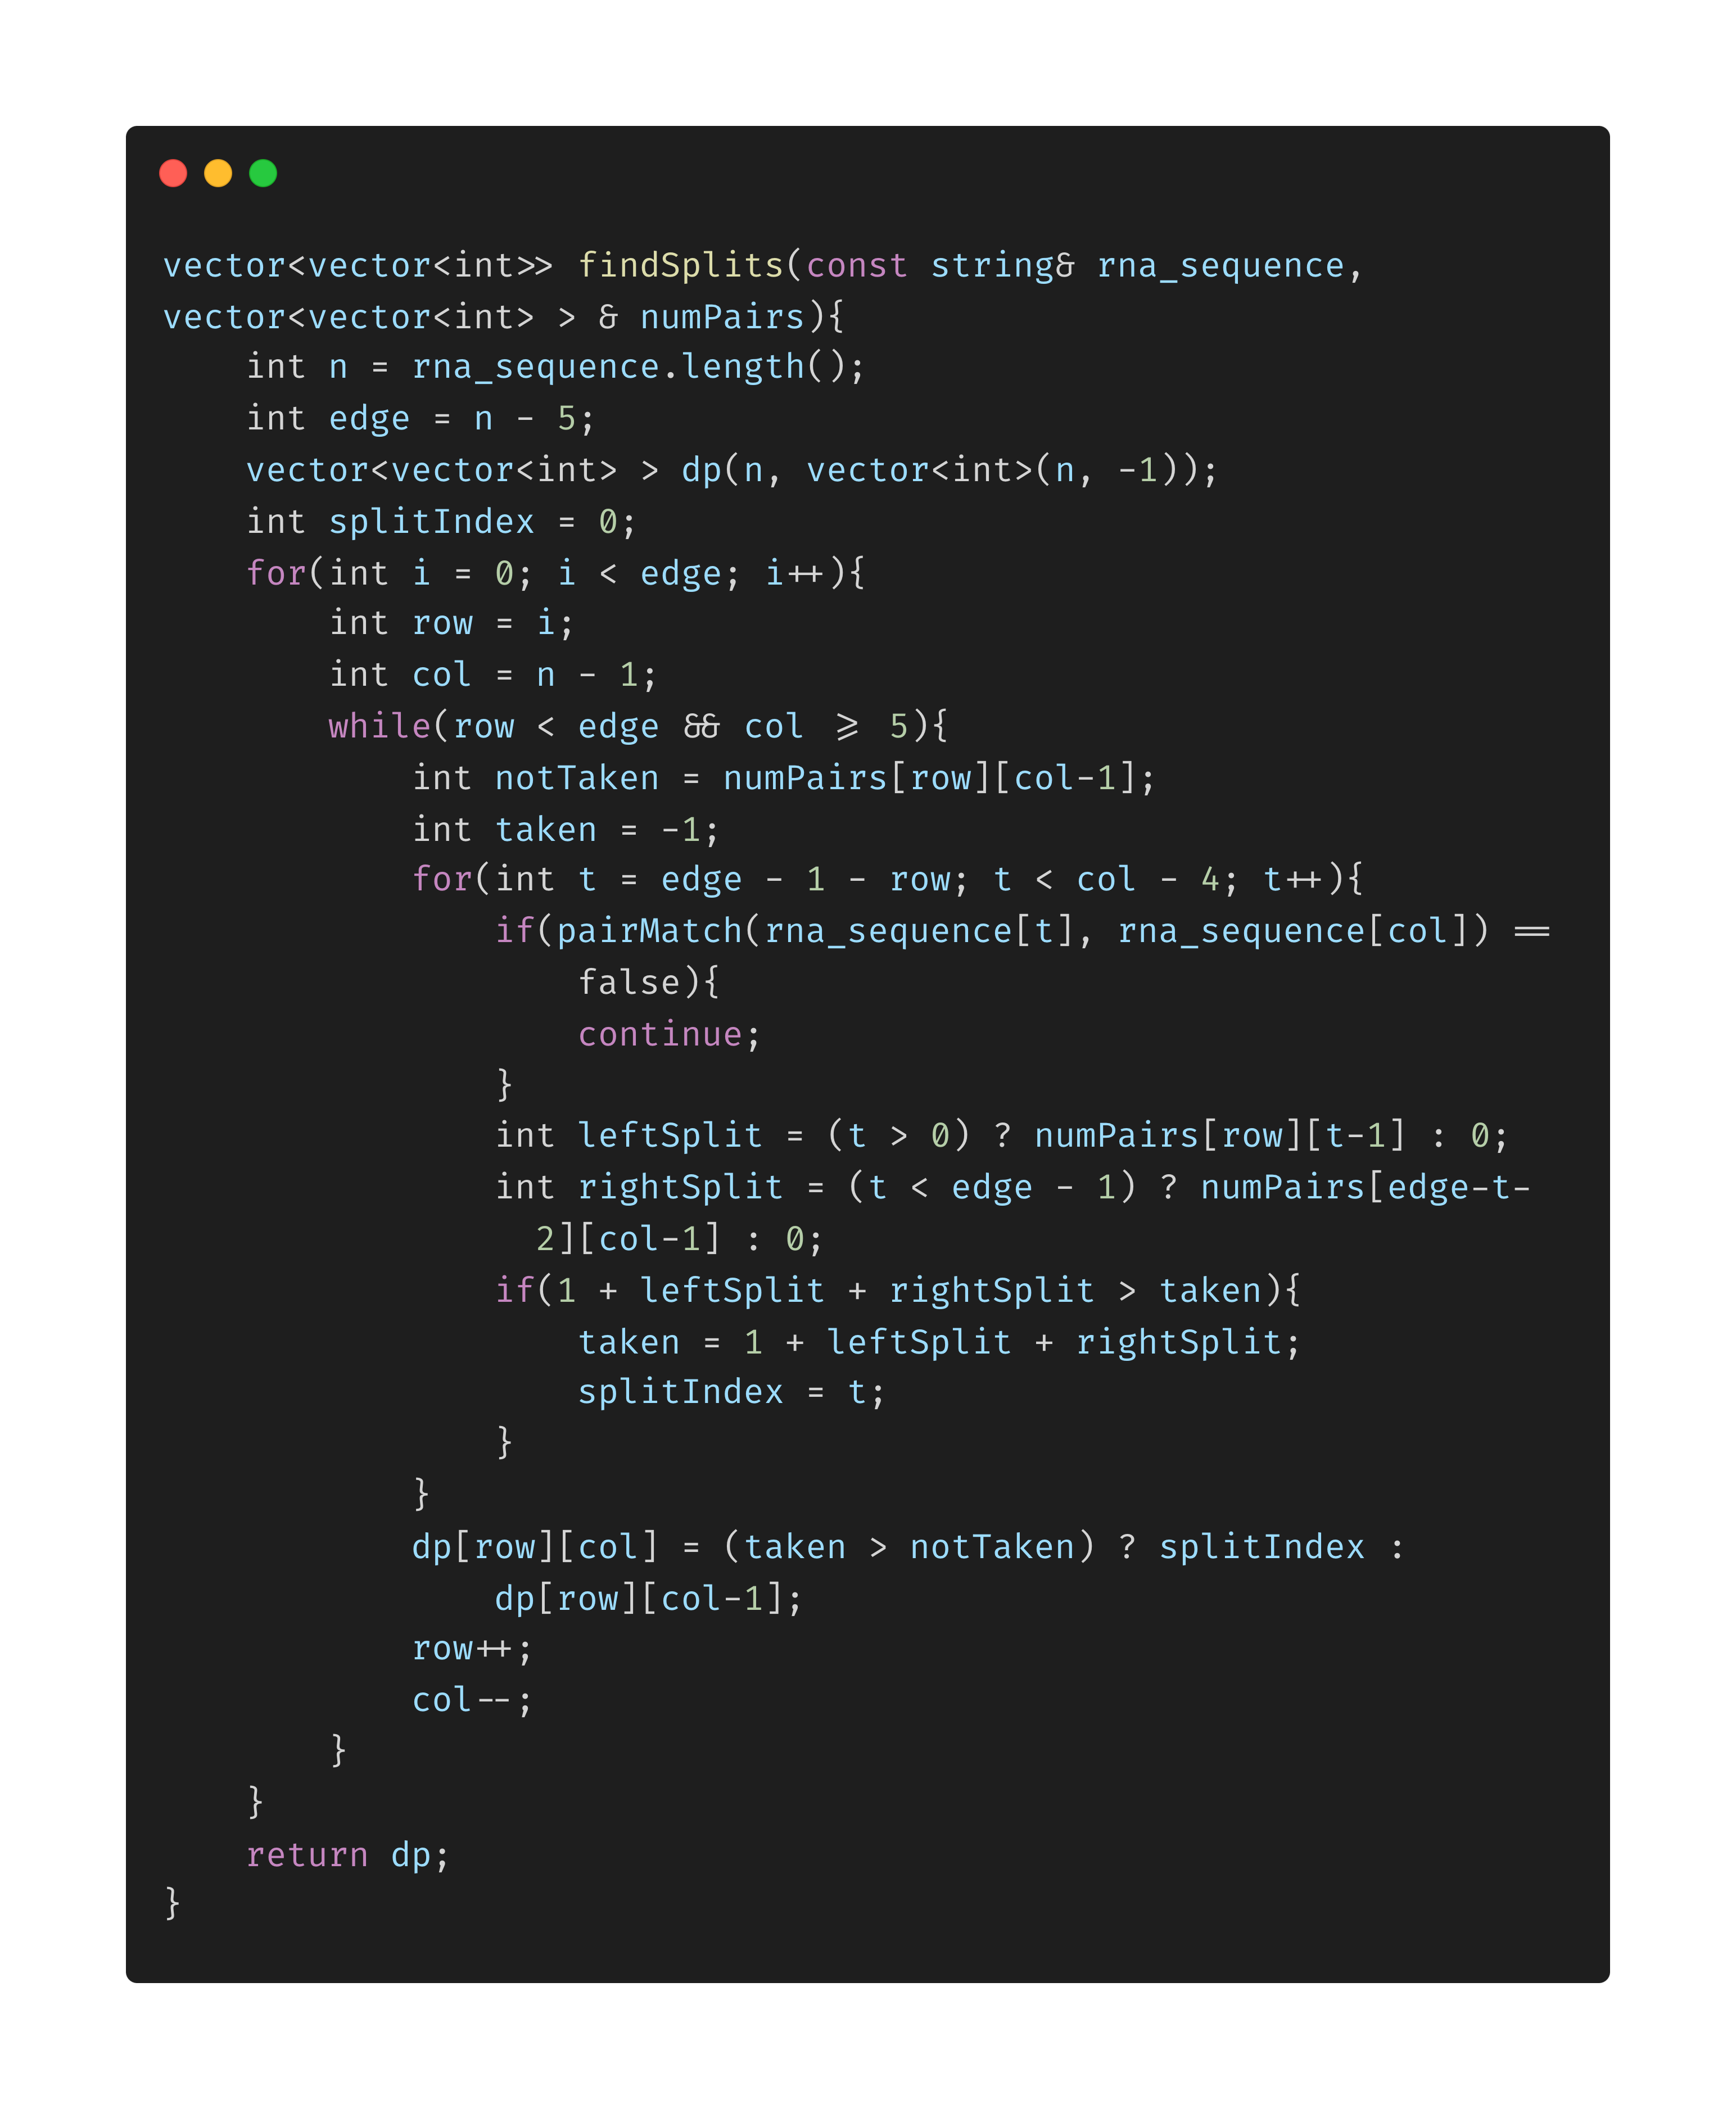 vector<vector<int>> findSplits(const string& rna_sequence,
vector<vector<int> > & numPairs){
    int n = rna_sequence.length();
    int edge = n - 5;
    vector<vector<int> > dp(n, vector<int>(n, -1));
    int splitIndex = 0;
    for(int i = 0; i < edge; i++){
        int row = i;
        int col = n - 1;
        while(row < edge && col >= 5){
            int notTaken = numPairs[row][col-1];
            int taken = -1;
            for(int t = edge - 1 - row; t < col - 4; t++){
                if(pairMatch(rna_sequence[t], rna_sequence[col]) ==
                    false){
                    continue;
                }
                int leftSplit = (t > 0) ? numPairs[row][t-1] : 0;
                int rightSplit = (t < edge - 1) ? numPairs[edge-t-
                  2][col-1] : 0;
                if(1 + leftSplit + rightSplit > taken){
                    taken = 1 + leftSplit + rightSplit;
                    splitIndex = t;
                }
            }
            dp[row][col] = (taken > notTaken) ? splitIndex :
                dp[row][col-1];
            row++;
            col--;
        }
    }
    return dp;
}